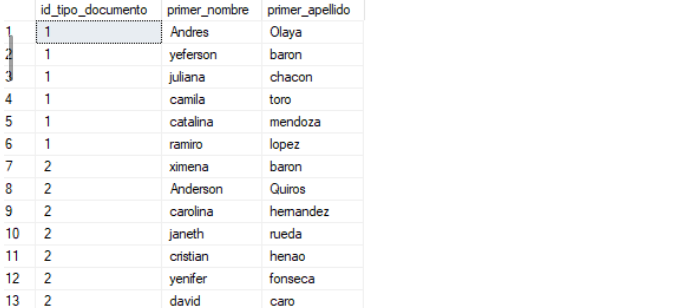 id_tipo_documento primer_nombre primer_apellido
1 1 Andres Olaya
2 1 yeferson baron
3 1 juliana chacon
4 1 camila toro
5 1 catalina mendoza
6 1 ramiro lopez
7 2 ximena baron
8 2 Anderson Quiros
9 2 carolina hernandez
10 2 janeth rueda
11 2 cristian henao
12 2 yenifer fonseca
13 2 david caro